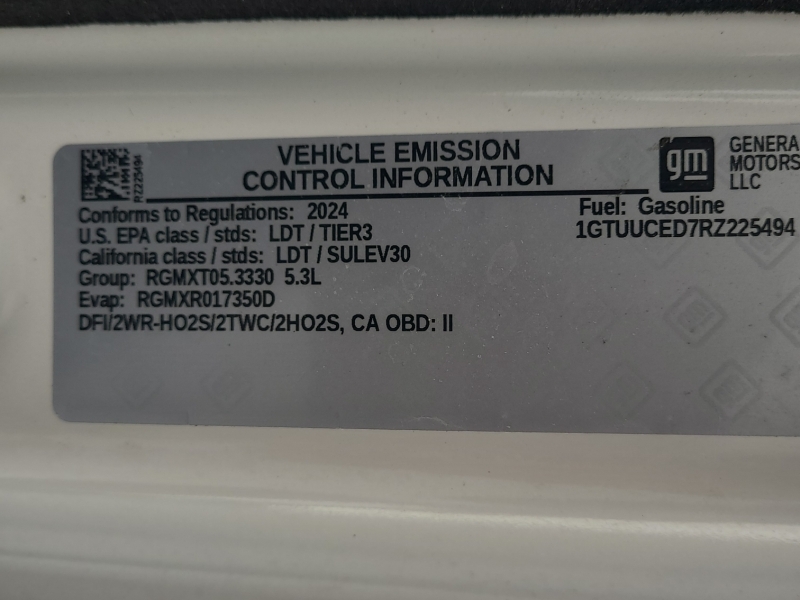 VEHICLE EMISSION
CONTROL INFORMATION
gm
GENERA
MOTORS
LLC
RZ225494
Conforms to Regulations: 2024
Fuel: Gasoline
U.S. EPA class / stds: LDT / TIER3
1GTUUCED7RZ225494
California class / stds: LDT / SULEV30
Group: RGMXT05.3330 5.3L
Evap: RGMXR017350D
DFI/2WR-HO2S/2TWC/2HO2S, CA OBD: II